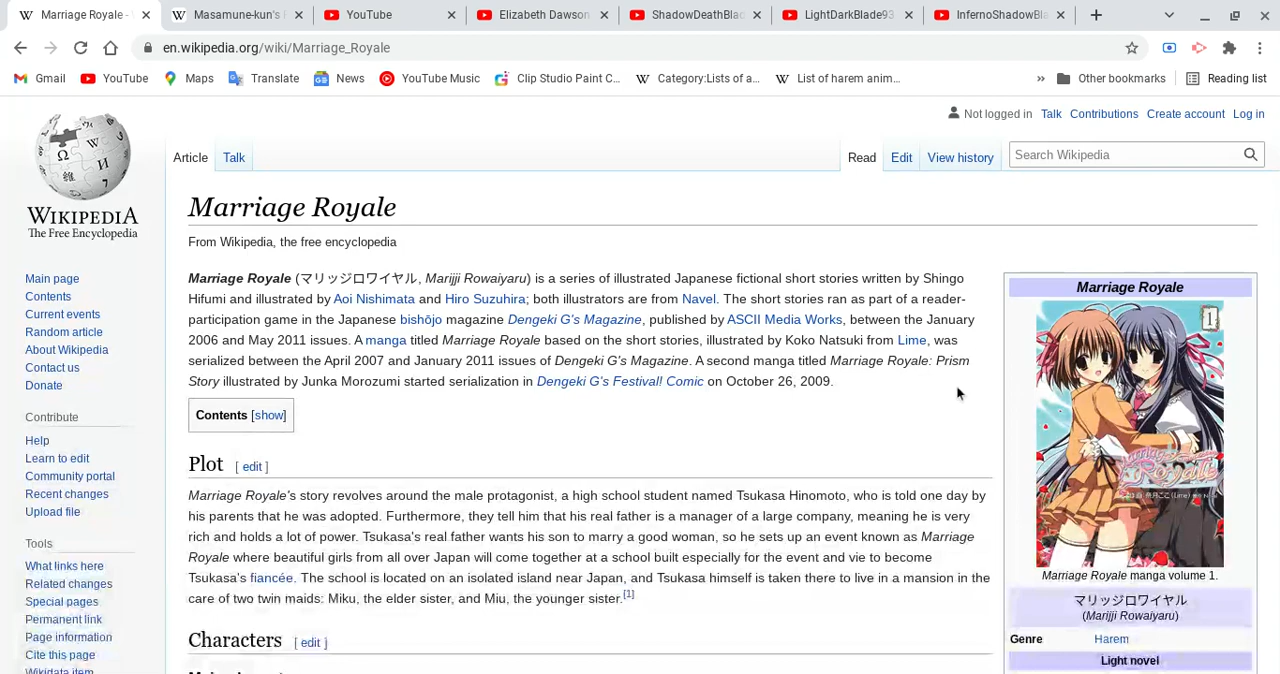 Marriage Royale -
Masamune-kun's
YouTube
Elizabeth Dawson
ShadowDeathBla
LightDarkBlade93
InfernoShadowBla
en.wikipedia.org/wiki/Marriage_Royale
Gmail
YouTube
Maps
Translate
News
YouTube Music
Clip Studio Paint C...
Category:Lists of a...
List of harem anim...
»
Other bookmarks
Reading list
Not logged in Talk Contributions Create account Log in
Article Talk
Read Edit View history
Search Wikipedia
WIKIPEDIA
The Free Encyclopedia
Main page
Contents
Current events
Random article
About Wikipedia
Contact us
Donate
Contribute
Help
Learn to edit
Community portal
Recent changes
Upload file
Tools
What links here
Related changes
Special pages
Permanent link
Page information
Cite this page
Wikidata item
Marriage Royale
From Wikipedia, the free encyclopedia
Marriage Royale (マリッジロワイヤル, Marijji Rowaiyaru) is a series of illustrated Japanese fictional short stories written by Shingo
Hifumi and illustrated by Aoi Nishimata and Hiro Suzuhira; both illustrators are from Navel. The short stories ran as part of a reader-
participation game in the Japanese bishōjo magazine Dengeki G's Magazine, published by ASCII Media Works, between the January
2006 and May 2011 issues. A manga titled Marriage Royale based on the short stories, illustrated by Koko Natsuki from Lime, was
serialized between the April 2007 and January 2011 issues of Dengeki G's Magazine. A second manga titled Marriage Royale: Prism
Story illustrated by Junka Morozumi started serialization in Dengeki G's Festival! Comic on October 26, 2009.
Contents [show]
Plot [ edit ]
Marriage Royale's story revolves around the male protagonist, a high school student named Tsukasa Hinomoto, who is told one day by
his parents that he was adopted. Furthermore, they tell him that his real father is a manager of a large company, meaning he is very
rich and holds a lot of power. Tsukasa's real father wants his son to marry a good woman, so he sets up an event known as Marriage
Royale where beautiful girls from all over Japan will come together at a school built especially for the event and vie to become
Tsukasa's fiancée. The school is located on an isolated island near Japan, and Tsukasa himself is taken there to live in a mansion in the
care of two twin maids: Miku, the elder sister, and Miu, the younger sister.[1]
Characters [ edit ]
Marriage Royale
1
Royale
Marriage Royale manga volume 1.
マリッジロワイヤル
(Marijji Rowaiyaru)
Genre Harem
Light novel